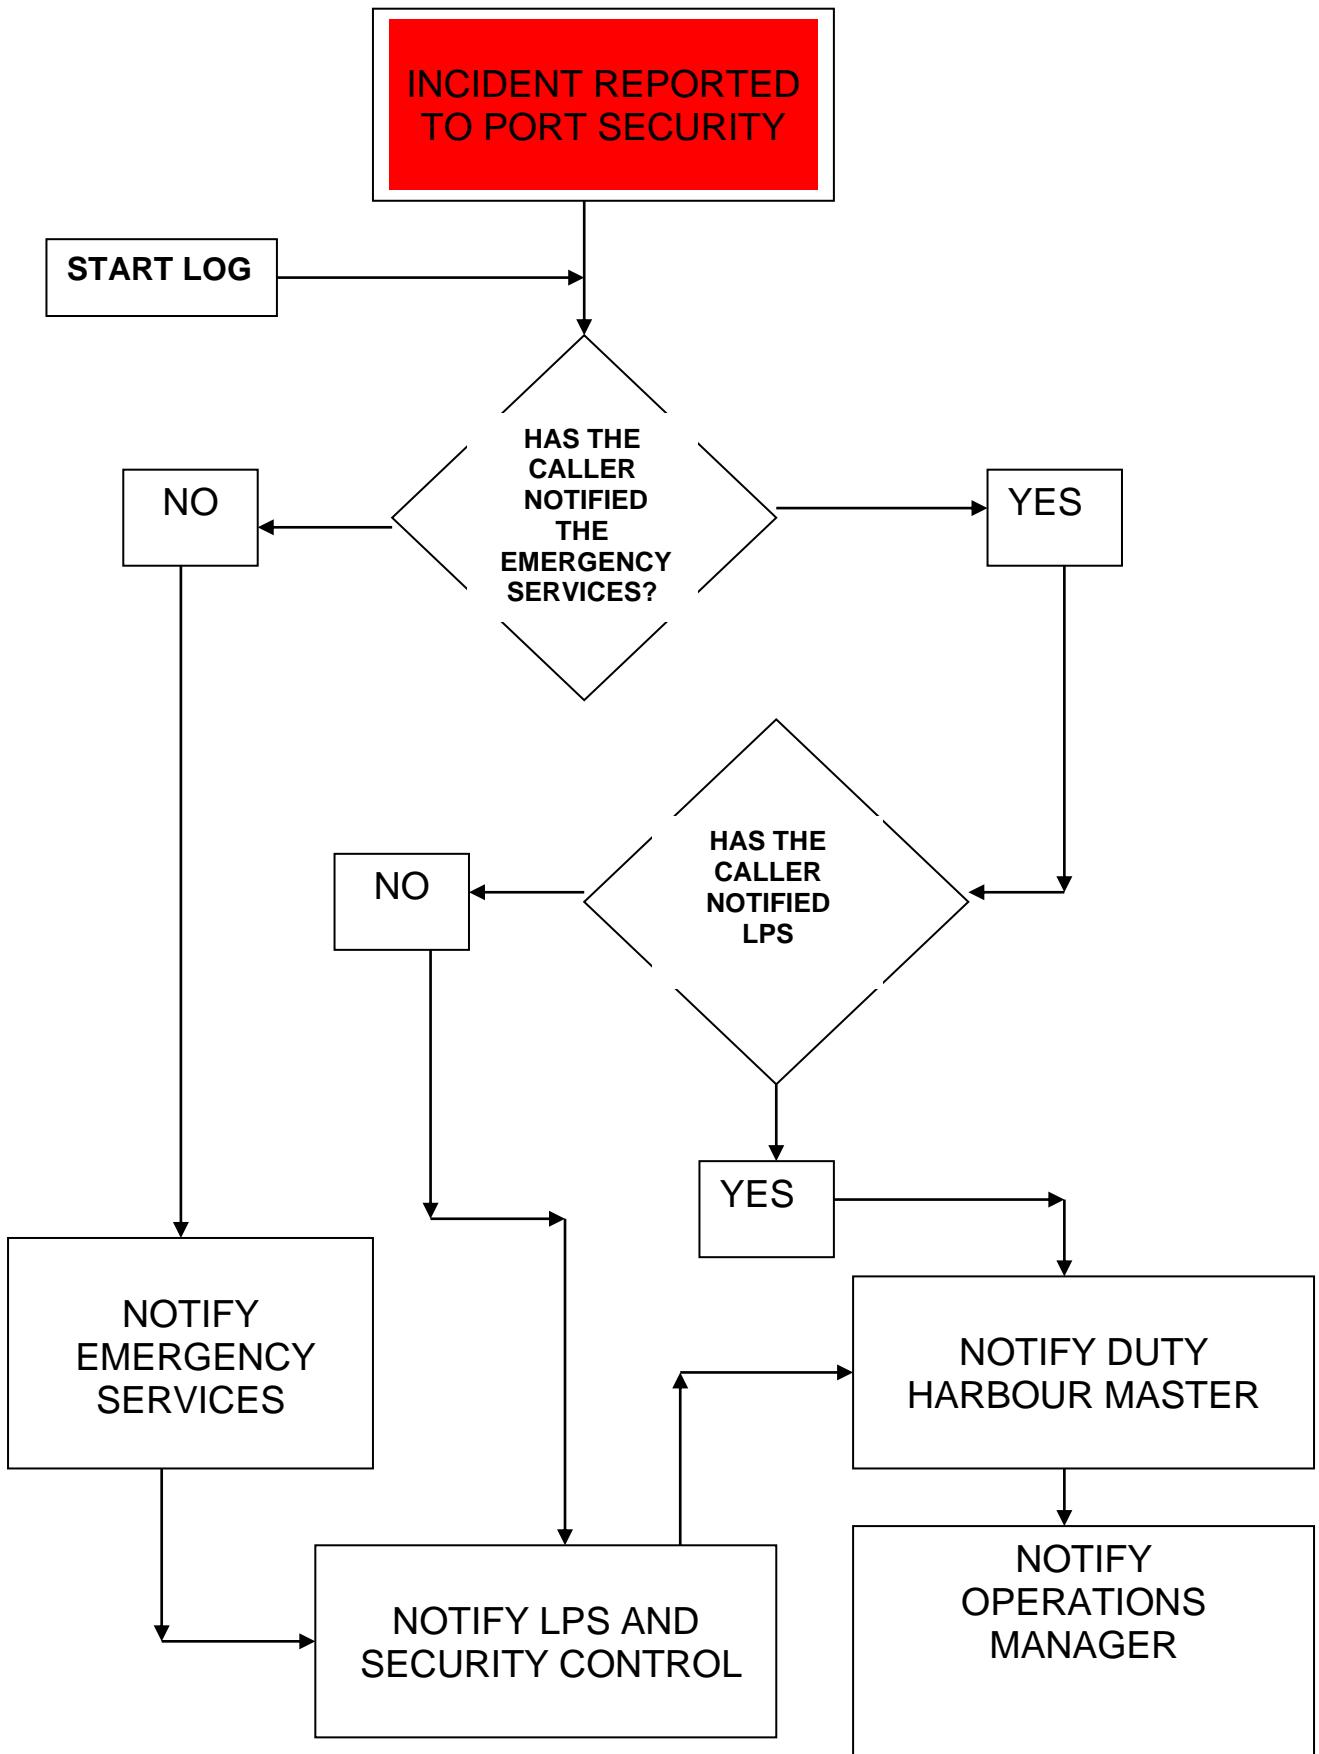 INCIDENT REPORTED
TO PORT SECURITY
START LOG
HAS THE
CALLER
NOTIFIED
THE
EMERGENCY
SERVICES?
NO
YES
HAS THE
CALLER
NOTIFIED
LPS
NO
YES
NOTIFY
EMERGENCY
SERVICES
NOTIFY DUTY
HARBOUR MASTER
NOTIFY LPS AND
SECURITY CONTROL
NOTIFY
OPERATIONS
MANAGER